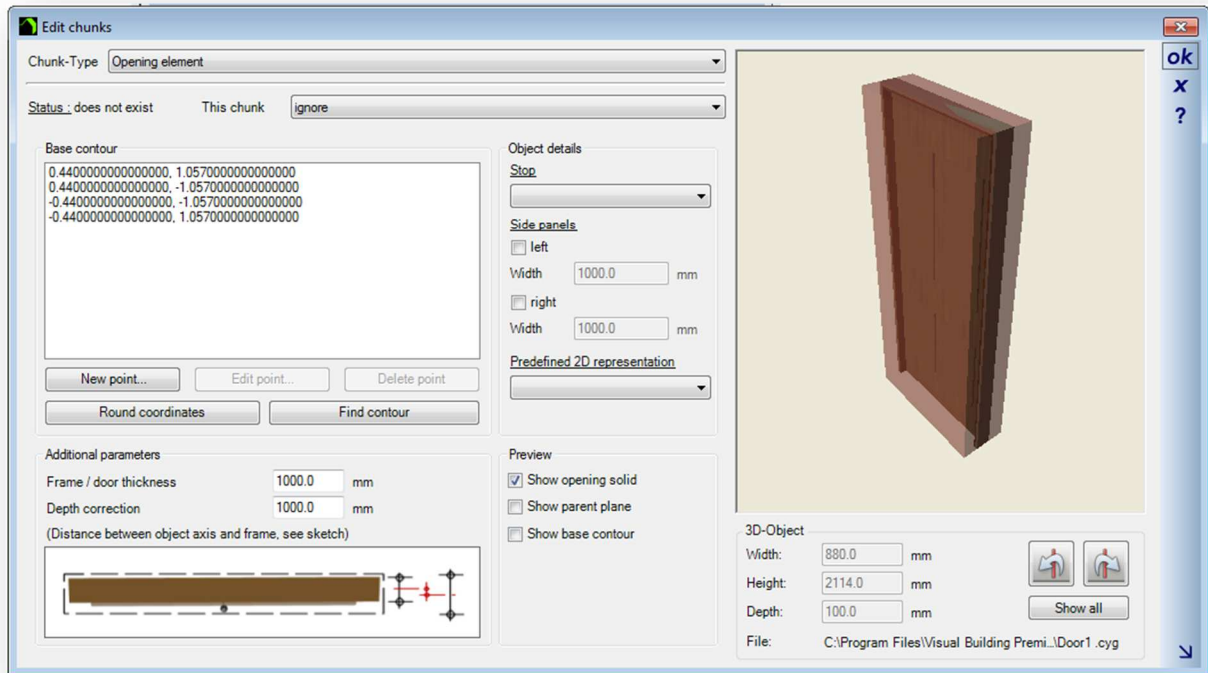 Edit chunks
Chunk-Type Opening element
Status : does not exist This chunk ignore
Base contour
0.4400000000000000, 1.0570000000000000
0.4400000000000000, -1.0570000000000000
-0.4400000000000000, -1.0570000000000000
-0.4400000000000000, 1.0570000000000000
New point... Edit point... Delete point
Round coordinates Find contour
Object details
Stop
Side panels
left
Width 1000.0 mm
right
Width 1000.0 mm
Predefined 2D representation
Additional parameters
Frame / door thickness 1000.0 mm
Depth correction 1000.0 mm
(Distance between object axis and frame, see sketch)
Preview
Show opening solid
Show parent plane
Show base contour
3D-Object
Width: 880.0 mm
Height: 2114.0 mm
Depth: 100.0 mm
Show all
File: C:\Program Files\Visual Building Premi...\Door1 .cyg
ok
x
?